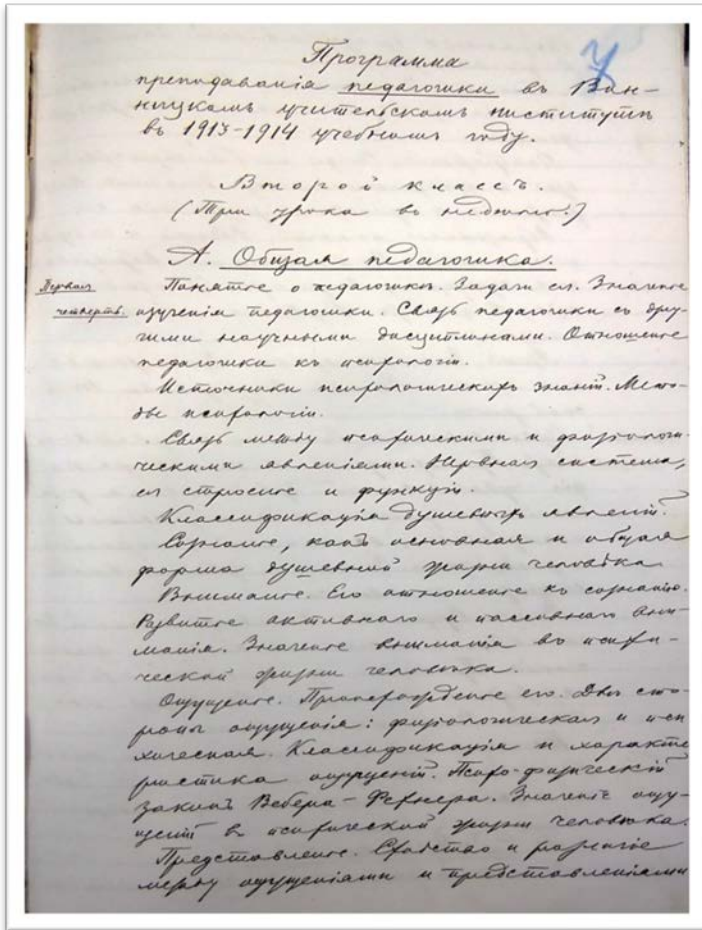 Программа
преподаванія педагогики въ Вин-
ницкомъ учительскомъ институтѣ
въ 1913-1914 учебномъ году.
Второй классъ.
(Три урока въ недѣлю.)
А. Общая педагогика.
Первая
четверть.
Понятіе о педагогикѣ. Задачи ея. Значеніе
изученія педагогики. Связь педагогики съ дру-
гими научными дисциплинами. Отношеніе
педагогики къ психологіи.
Источники психологическихъ знаній. Мето-
ды психологіи.
Связь между психическими и физіологи-
ческими явленіями. Нервная система,
ея строеніе и функціи.
Классификація душевныхъ явленій.
Сознаніе, какъ основная и общая
форма душевной жизни человѣка.
Вниманіе. Его отношеніе къ сознанію.
Развитіе активнаго и пассивнаго вни-
манія. Значеніе вниманія въ психи-
ческой жизни человѣка.
Ощущеніе. Происхожденіе его. Двѣ сто-
роны ощущенія: физіологическая и пси
хическая. Классификація и характе
ристика ощущеній. Психо-физическій
законъ Вебера-Фехнера. Значеніе ощу-
щеній въ психической жизни человѣка.
Представленіе. Сходство и различіе
между ощущеніями и представленіями